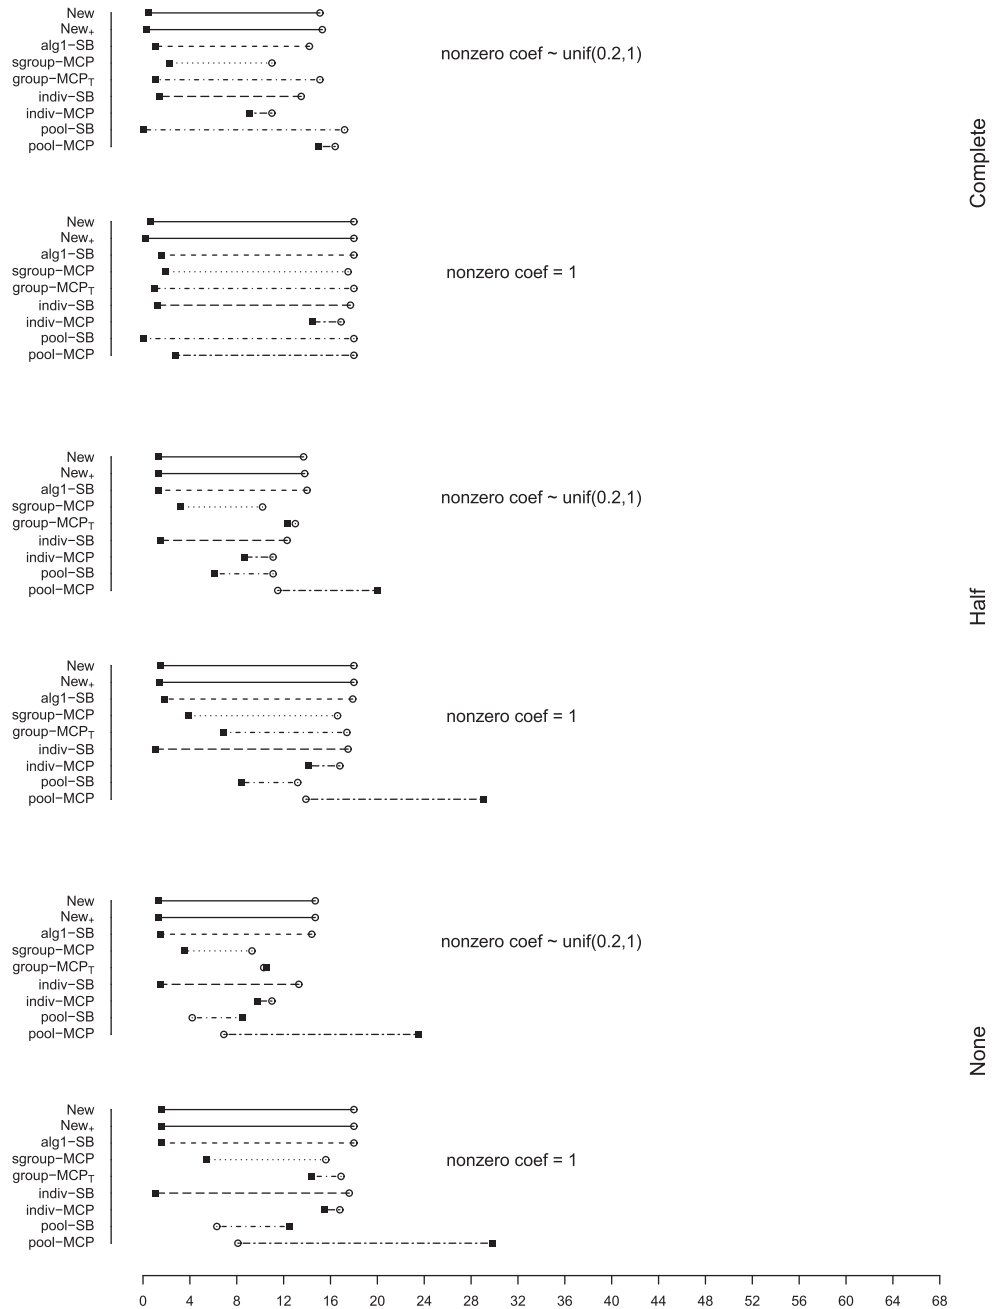 New
New+
alg1−SB
sgroup−MCP
group−MCPT
indiv−SB
indiv−MCP
pool−SB
pool−MCP
nonzero coef ~ unif(0.2,1)
New
New+
alg1−SB
sgroup−MCP
group−MCPT
indiv−SB
indiv−MCP
pool−SB
pool−MCP
nonzero coef = 1
Complete
New
New+
alg1−SB
sgroup−MCP
group−MCPT
indiv−SB
indiv−MCP
pool−SB
pool−MCP
nonzero coef ~ unif(0.2,1)
New
New+
alg1−SB
sgroup−MCP
group−MCPT
indiv−SB
indiv−MCP
pool−SB
pool−MCP
nonzero coef = 1
Half
New
New+
alg1−SB
sgroup−MCP
group−MCPT
indiv−SB
indiv−MCP
pool−SB
pool−MCP
nonzero coef ~ unif(0.2,1)
New
New+
alg1−SB
sgroup−MCP
group−MCPT
indiv−SB
indiv−MCP
pool−SB
pool−MCP
nonzero coef = 1
None
0 4 8 12 16 20 24 28 32 36 40 44 48 52 56 60 64 68